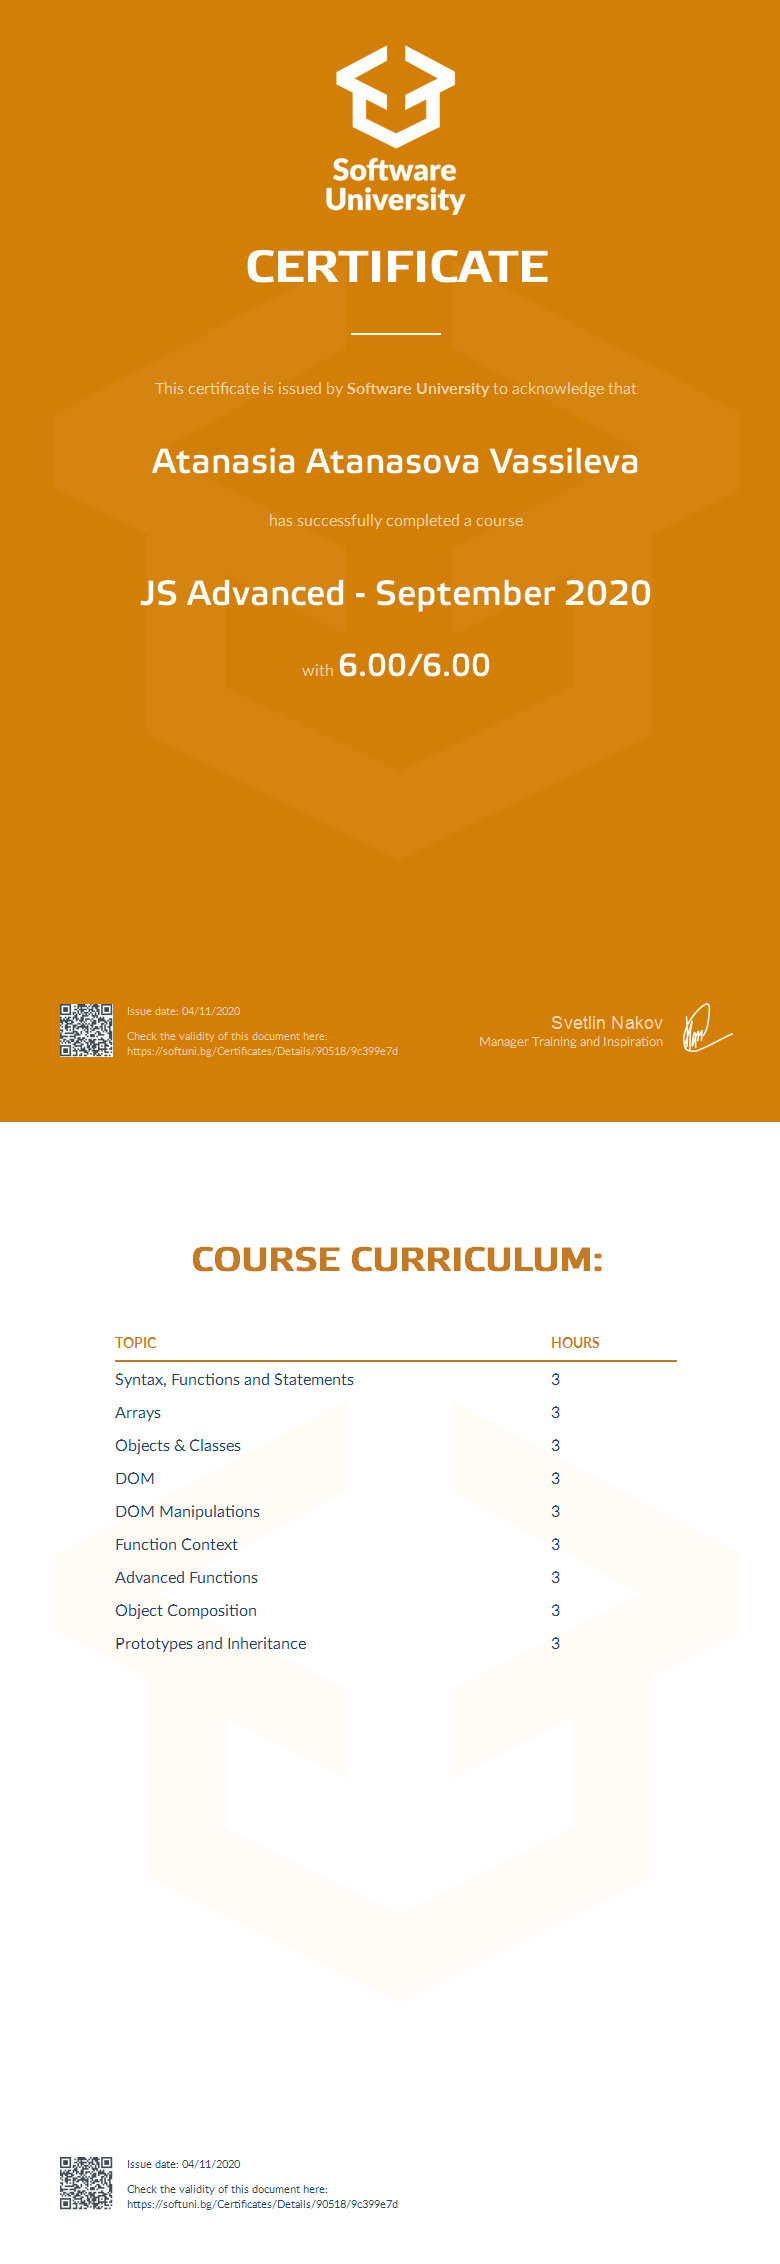 Software
University
CERTIFICATE
This certificate is issued by Software University to acknowledge that
Atanasia Atanasova Vassileva
has successfully completed a course
JS Advanced - September 2020
with 6.00/6.00
Issue date: 04/11/2020
Check the validity of this document here:
https://softuni.bg/Certificates/Details/90518/9c399e7d
Svetlin Nakov
Manager Training and Inspiration
COURSE CURRICULUM:
TOPIC HOURS
Syntax, Functions and Statements 3
Arrays 3
Objects & Classes 3
DOM 3
DOM Manipulations 3
Function Context 3
Advanced Functions 3
Object Composition 3
Prototypes and Inheritance 3
Issue date: 04/11/2020
Check the validity of this document here:
https://softuni.bg/Certificates/Details/90518/9c399e7d